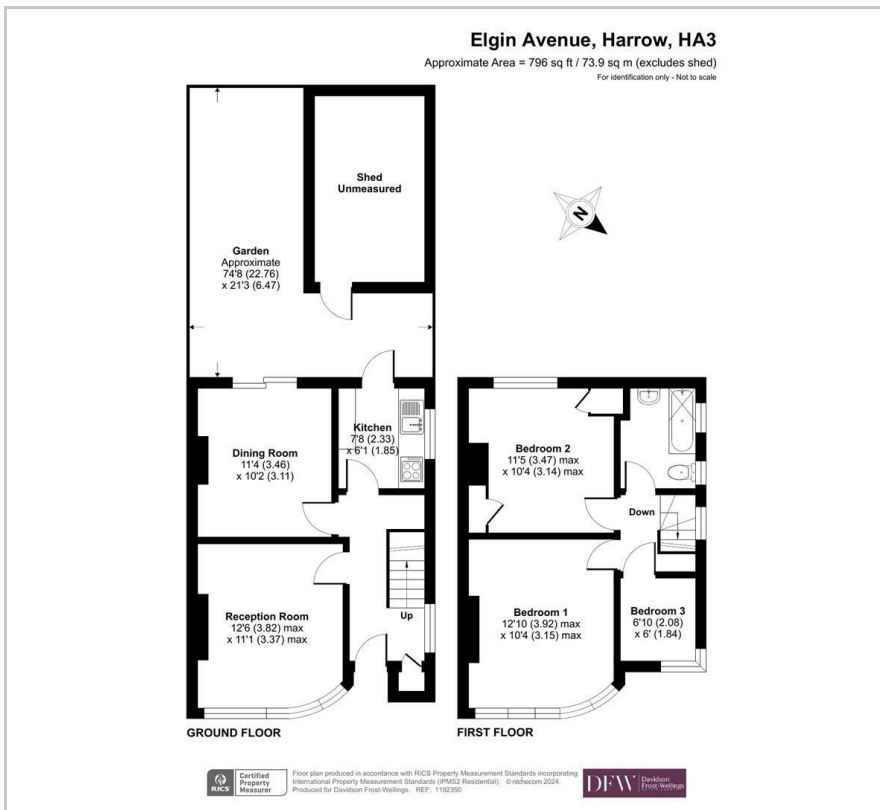 Elgin Avenue, Harrow, HA3
Approximate Area = 796 sq ft / 73.9 sq m (excludes shed)
For identification only - Not to scale
Shed
Unmeasured
N
Garden
Approximate
74'8 (22.76)
x 21'3 (6.47)
Kitchen
7'8 (2.33)
x 6'1 (1.85)
Dining Room
11'4 (3.46)
x 10'2 (3.11)
Reception Room
12'6 (3.82) max
x 11'1 (3.37) max
Up
GROUND FLOOR
Bedroom 2
11'5 (3.47) max
x 10'4 (3.14) max
Down
Bedroom 1
12'10 (3.92) max
x 10'4 (3.15) max
Bedroom 3
6'10 (2.08)
x 6' (1.84)
FIRST FLOOR
RICS
Certified
Property
Measurer
Floor plan produced in accordance with RICS Property Measurement Standards incorporating
International Property Measurement Standards (IPMS2 Residential). © nichecom 2024.
Produced for Davidson Frost-Wellings. REF: 1192350
DFW
Davidson
Frost-Wellings